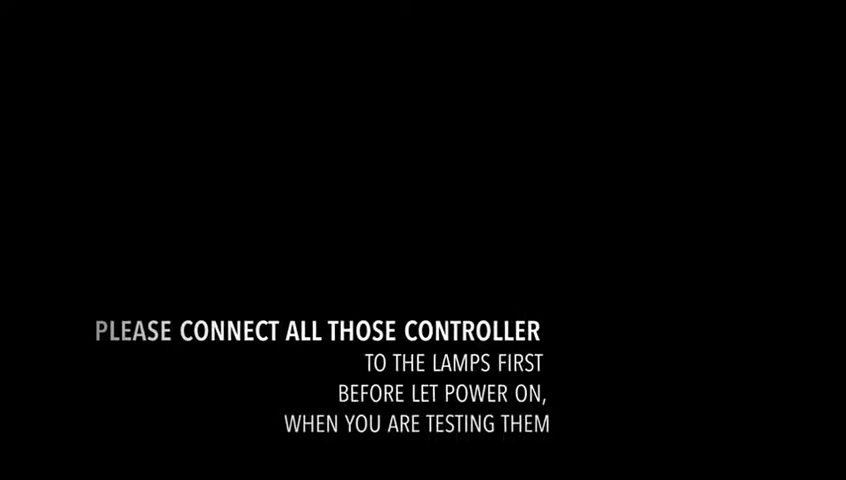 PLEASE CONNECT ALL THOSE CONTROLLER
TO THE LAMPS FIRST
BEFORE LET POWER ON,
WHEN YOU ARE TESTING THEM